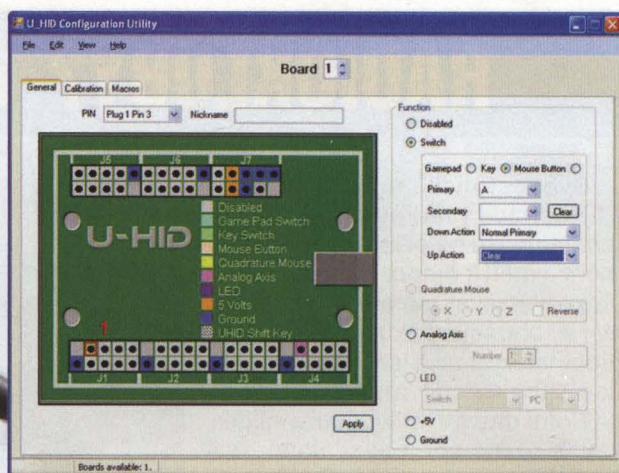 U_HID Configuration Utility
File Edit View Help
Board 1
General Calibration Macros
PIN Plug 1 Pin 3 Nickname
J5 J6 J7
U-HID
Disabled
Game Pad Switch
Key Switch
Mouse Button
Quadrature Mouse
Analog Axis
LED
5 Volts
Ground
UHID Shift Key
1
J1 J2 J3 J4
Apply
Function
Disabled
Switch
Gamepad Key Mouse Button
Primary A
Secondary Clear
Down Action Normal Primary
Up Action Clear
Quadrature Mouse
X Y Z Reverse
Analog Axis
Number 1
LED
Switch PC
+5V
Ground
Boards available: 1.